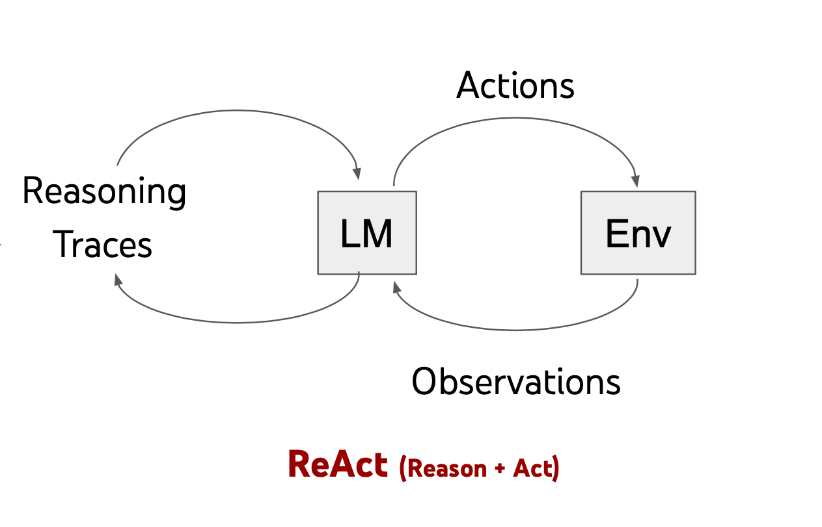 Actions
Reasoning
Traces
LM
Env
Observations
ReAct (Reason + Act)